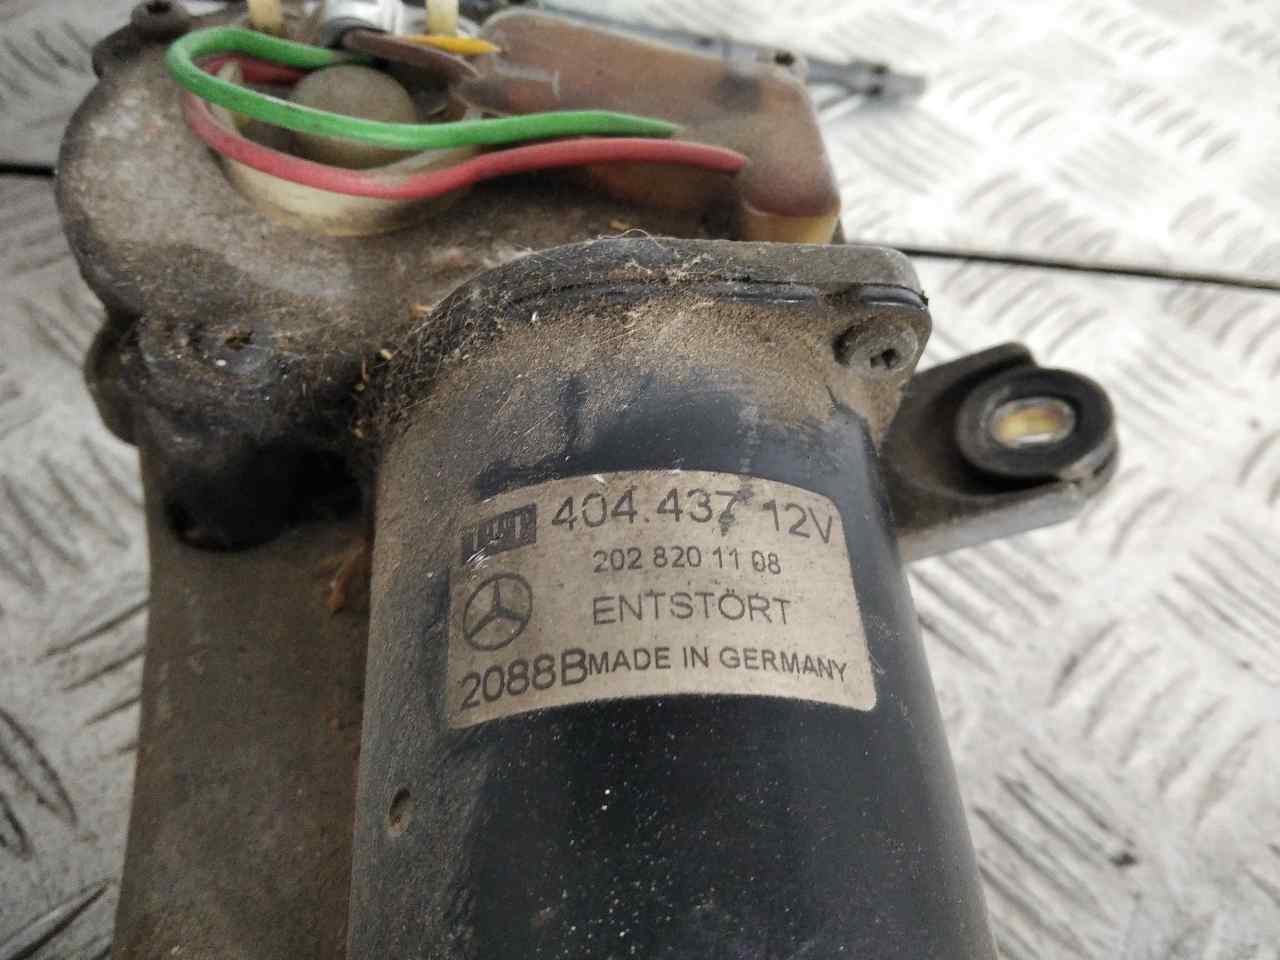 404.437 12V
202 820 11 08
ENTSTÖRT
2088B MADE IN GERMANY